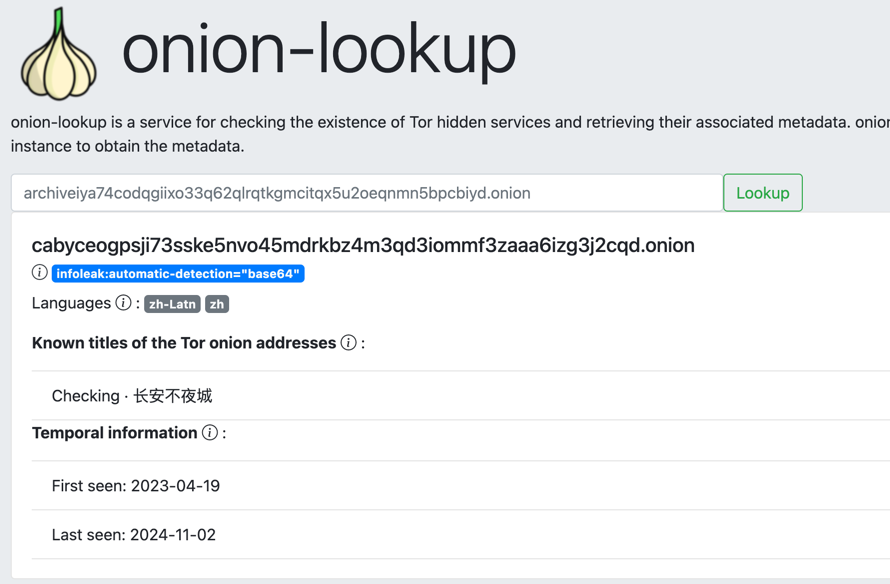 onion-lookup
onion-lookup is a service for checking the existence of Tor hidden services and retrieving their associated metadata. onion
instance to obtain the metadata.
archiveiya74codqgiixo33q62qlrqtkgmcitqx5u2oeqnmn5bpcbiyd.onion
Lookup
cabyceogpsji73sske5nvo45mdrkbz4m3qd3iommf3zaaa6izg3j2cqd.onion
infoleak:automatic-detection="base64"
Languages : zh-Latn zh
Known titles of the Tor onion addresses :
Checking · 长安不夜城
Temporal information :
First seen: 2023-04-19
Last seen: 2024-11-02